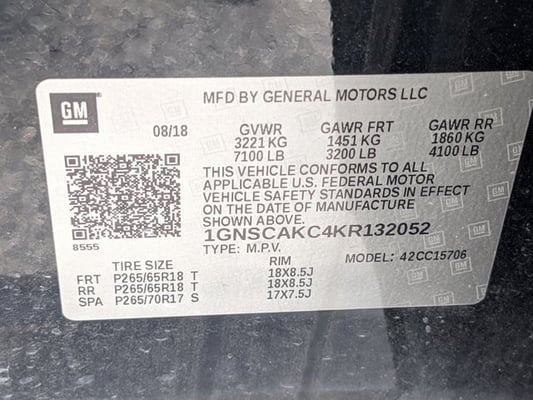 GM
MFD BY GENERAL MOTORS LLC
08/18 GVWR GAWR FRT GAWR RR
3221 KG 1451 KG 1860 KG
7100 LB 3200 LB 4100 LB
THIS VEHICLE CONFORMS TO ALL
APPLICABLE U.S. FEDERAL MOTOR
VEHICLE SAFETY STANDARDS IN EFFECT
ON THE DATE OF MANUFACTURE
SHOWN ABOVE.
8555
1GNSCAKC4KR132052
TYPE: M.P.V. MODEL: 42CC15706
TIRE SIZE RIM
FRT P265/65R18 T 18X8.5J
RR P265/65R18 T 18X8.5J
SPA P265/70R17 S 17X7.5J